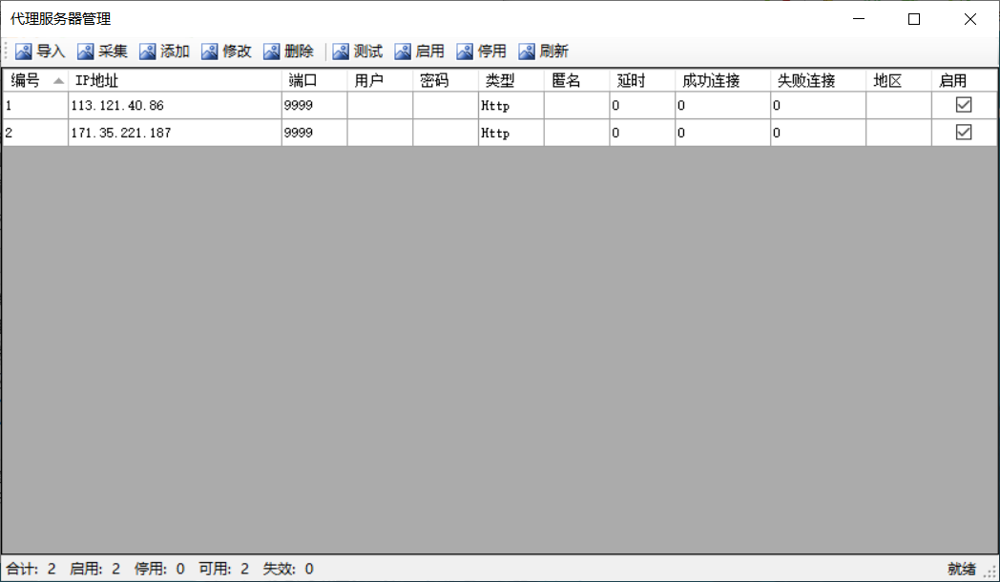 代理服务器管理
导入 采集 添加 修改 删除 测试 启用 停用 刷新
编号 IP地址 端口 用户 密码 类型 匿名 延时 成功连接 失败连接 地区 启用
1 113.121.40.86 9999 Http 0 0 0
2 171.35.221.187 9999 Http 0 0 0
合计: 2 启用: 2 停用: 0 可用: 2 失效: 0 就绪